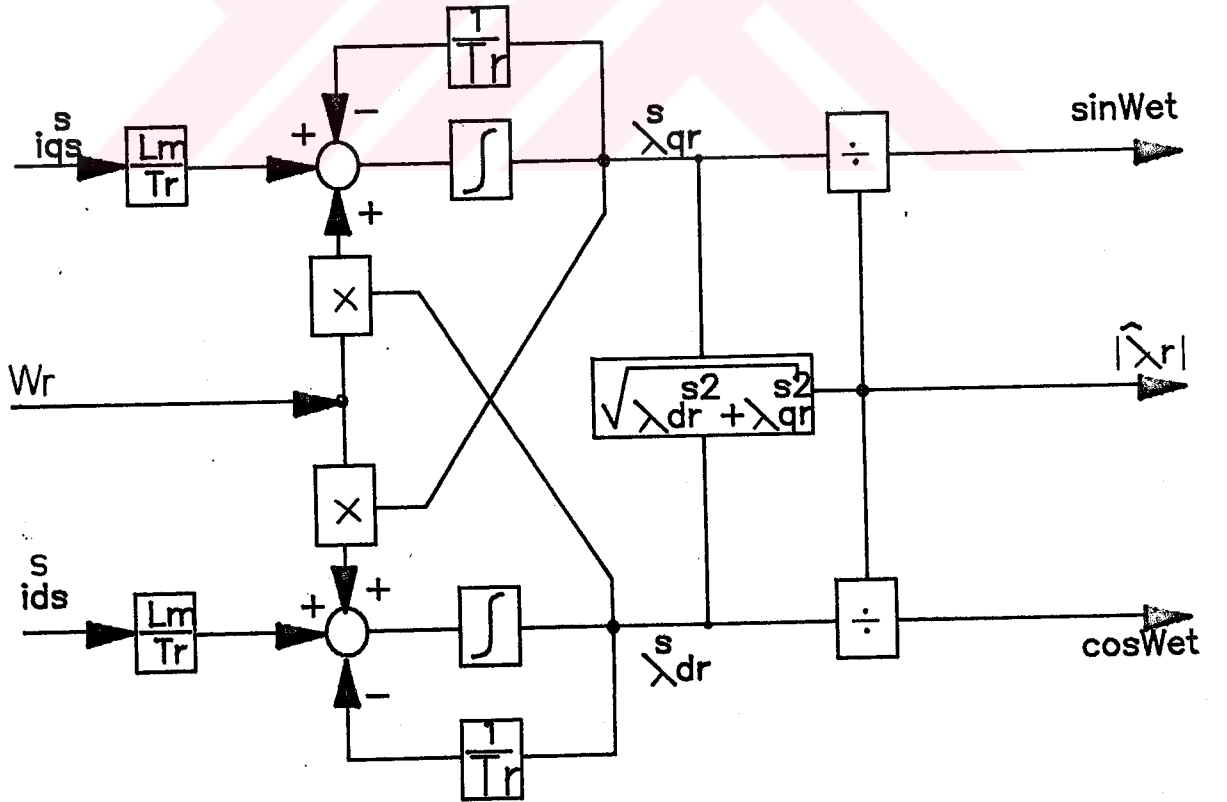 1
Tr
s
iqs
Lm
Tr
+
−
+
∫
s
λqr
÷
sinWet
×
Wr
√λdr s2 + λqr s2
|λ̂r|
×
s
ids
Lm
Tr
+
+
−
∫
s
λdr
÷
cosWet
1
Tr